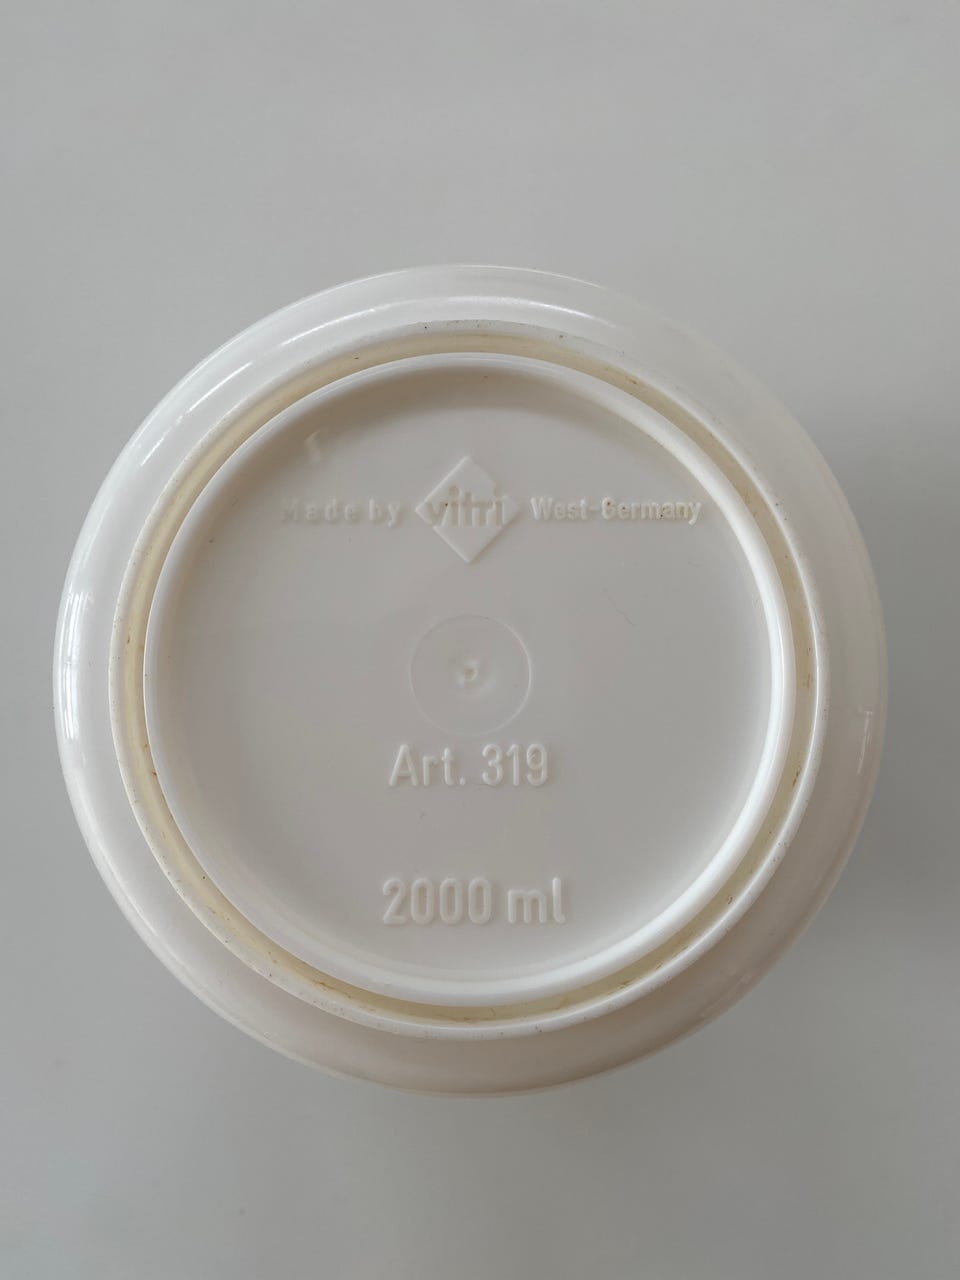 Made by vitri West-Germany
Art. 319
2000 ml